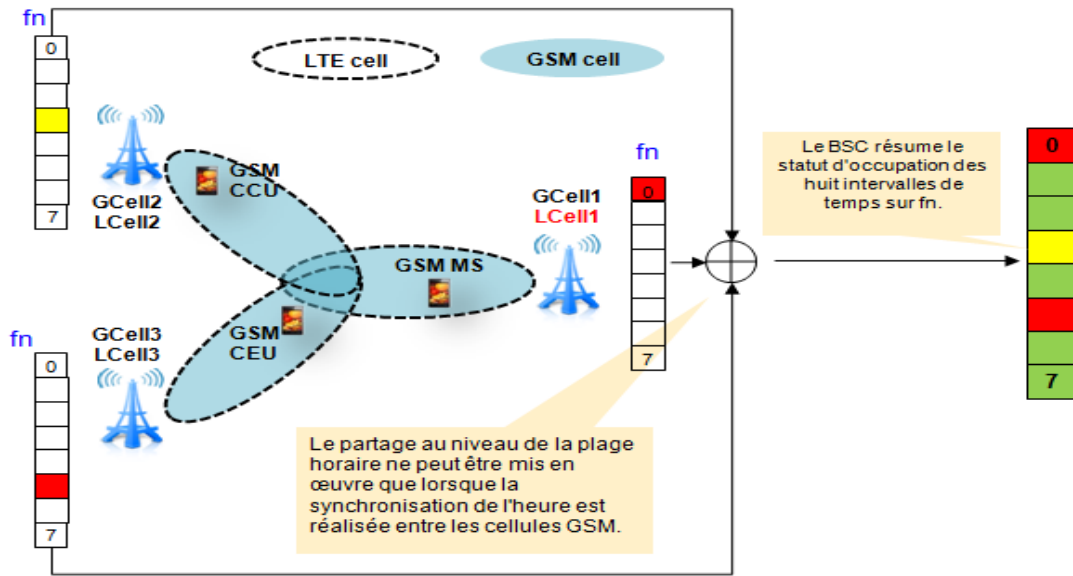 fn
0
7
LTE cell
GSM cell
GCell2
LCell2
GSM
CCU
fn
0
7
GCell1
LCell1
GSM MS
Le BSC résume le
statut d'occupation des
huit intervalles de
temps sur fn.
0
7
fn
0
7
GCell3
LCell3
GSM
CEU
Le partage au niveau de la plage
horaire ne peut être mis en
œuvre que lorsque la
synchronisation de l'heure est
réalisée entre les cellules GSM.